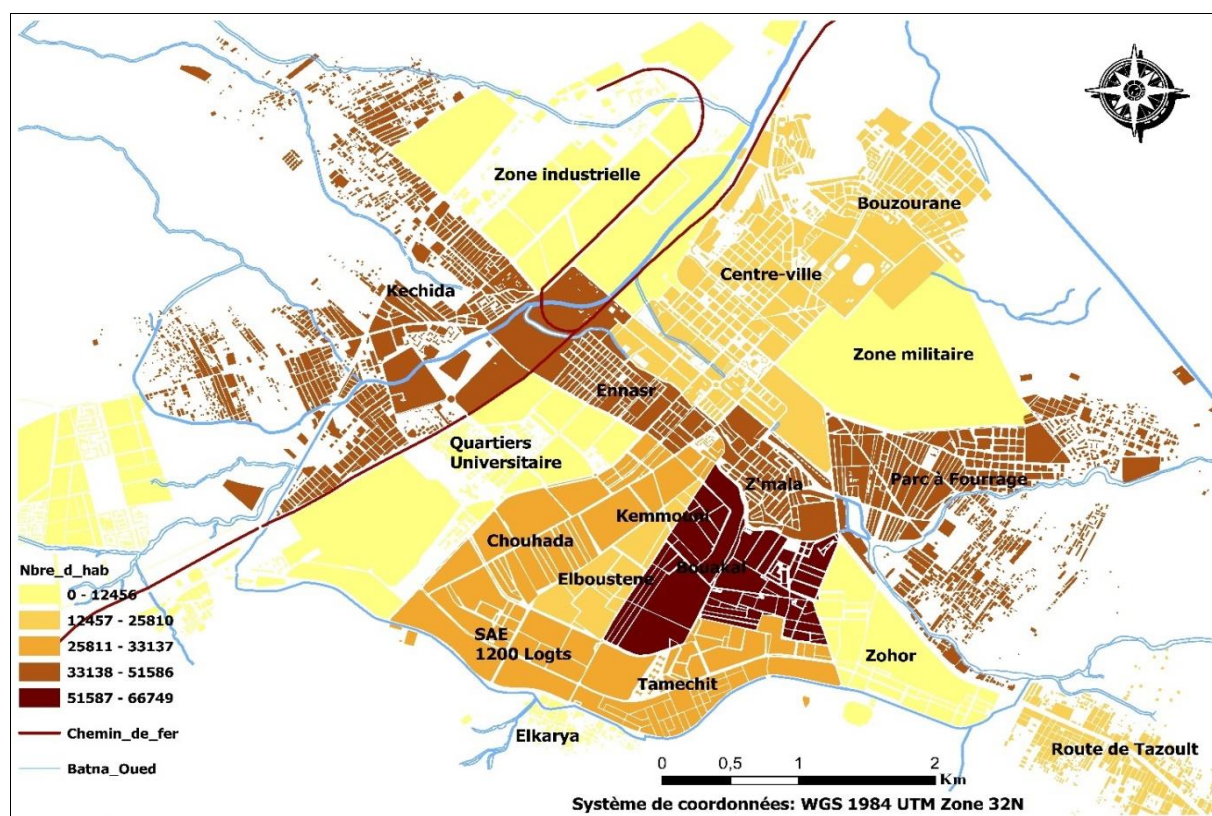 Zone industrielle
Bouzourane
Centre-ville
Kechida
Zone militaire
Ennasr
Quartiers
Universitaire
Z'mala
Parc à Fourrage
Kemmouni
Chouhada
Bouakal
Elboustene
SAE
1200 Logts
Zohor
Tamechit
Elkarya
Route de Tazoult
Nbre_d_hab
0 - 12456
12457 - 25810
25811 - 33137
33138 - 51586
51587 - 66749
Chemin_de_fer
Batna_Oued
0 0,5 1 2
Km
Système de coordonnées: WGS 1984 UTM Zone 32N